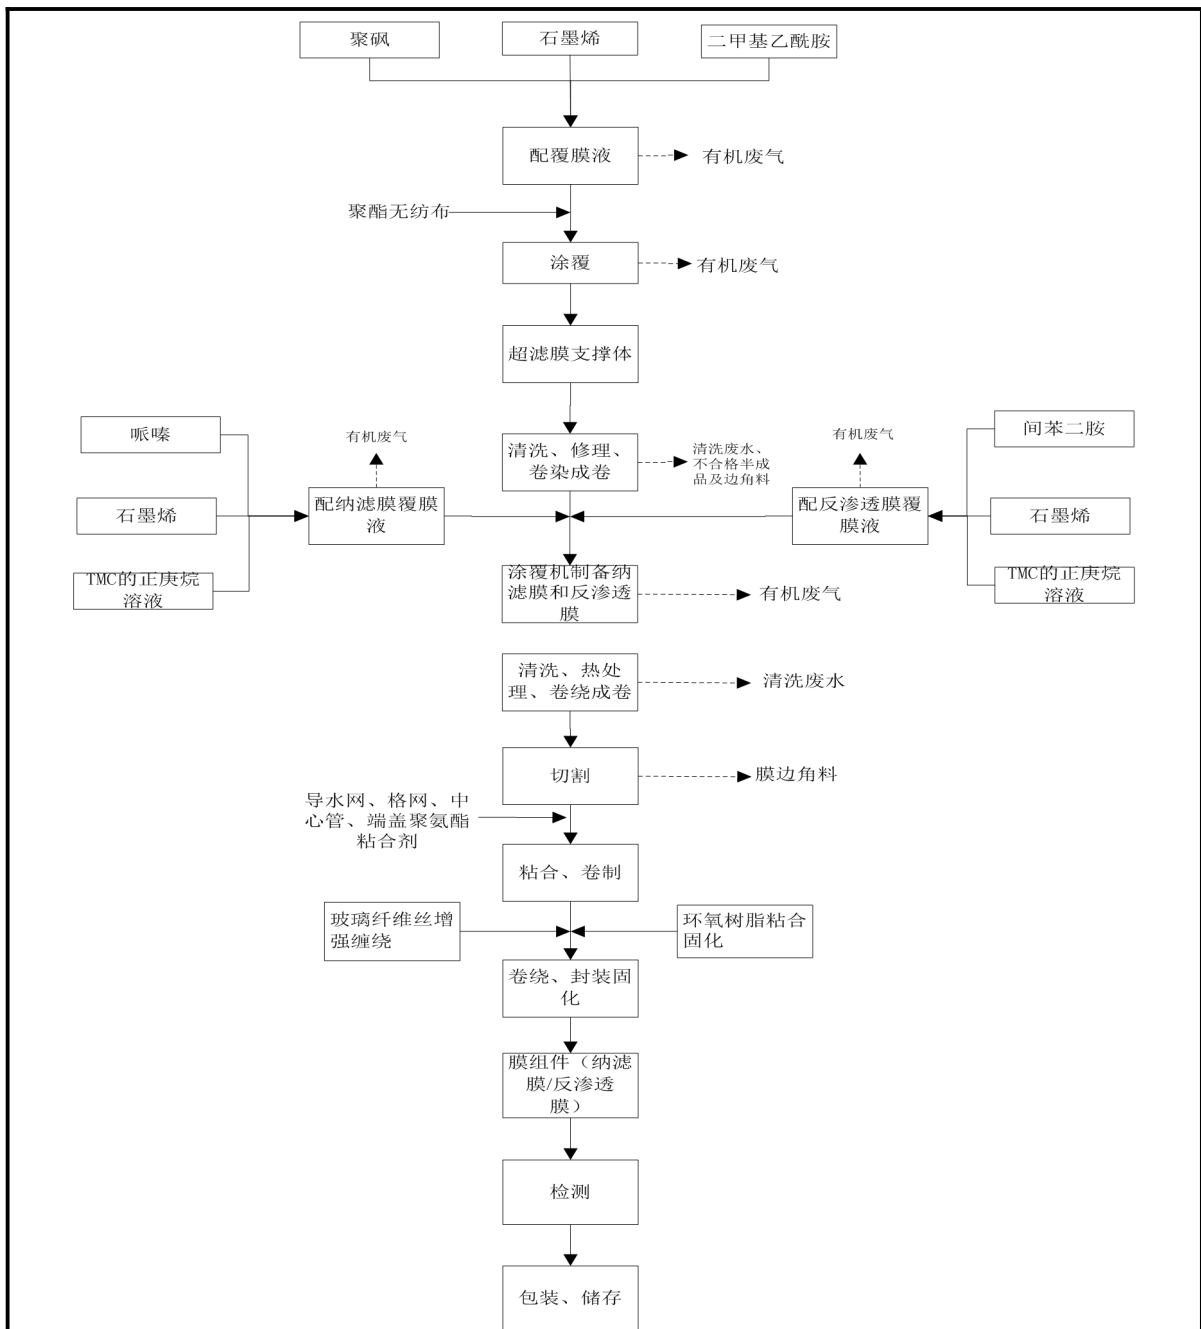 聚砜
石墨烯
二甲基乙酰胺
配覆膜液
有机废气
聚酯无纺布
涂覆
有机废气
超滤膜支撑体
哌嗪
有机废气
清洗、修理、
卷染成卷
清洗废水、
不合格半成
品及边角料
有机废气
间苯二胺
石墨烯
配纳滤膜覆膜
液
配反渗透膜覆
膜液
石墨烯
TMC的正庚烷
溶液
涂覆机制备纳
滤膜和反渗透
膜
有机废气
TMC的正庚烷
溶液
清洗、热处
理、卷绕成卷
清洗废水
切割
膜边角料
导水网、格网、中
心管、端盖聚氨酯
粘合剂
粘合、卷制
玻璃纤维丝增
强缠绕
环氧树脂粘合
固化
卷绕、封装固
化
膜组件（纳滤
膜/反渗透
膜）
检测
包装、储存